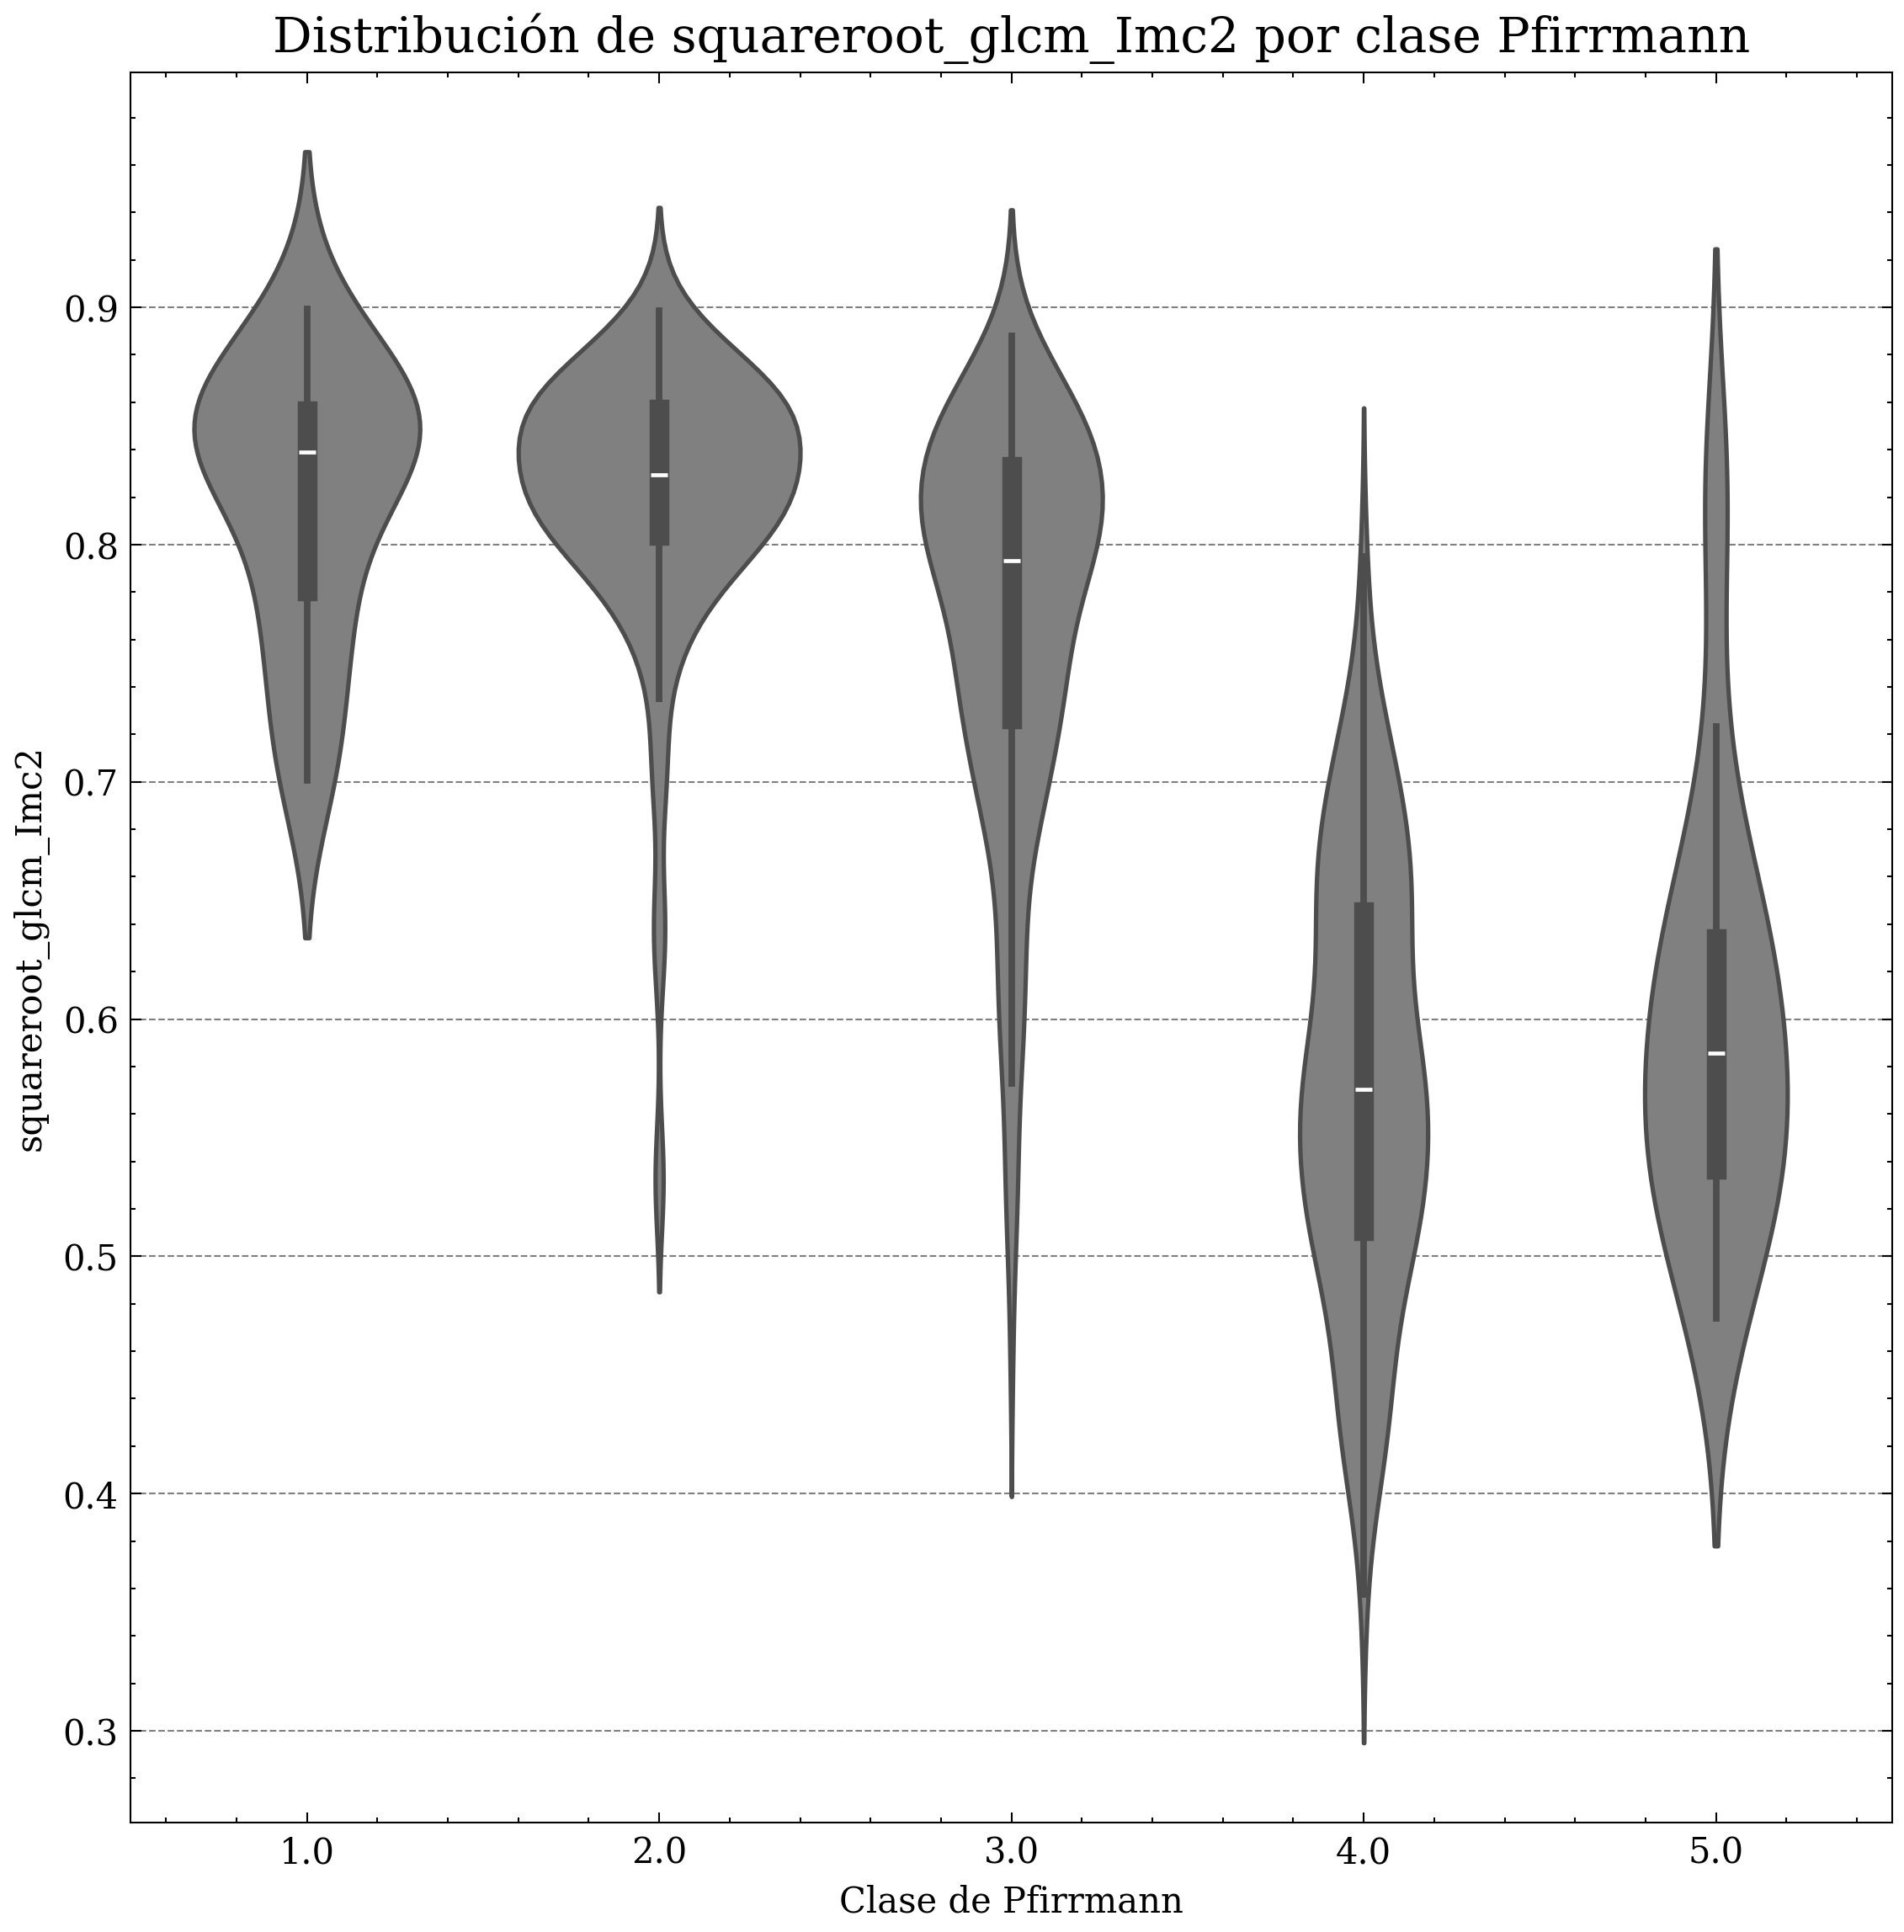 Distribución de squareroot_glcm_Imc2 por clase Pfirrmann
squareroot_glcm_Imc2
0.9
0.8
0.7
0.6
0.5
0.4
0.3
1.0 2.0 3.0 4.0 5.0
Clase de Pfirrmann